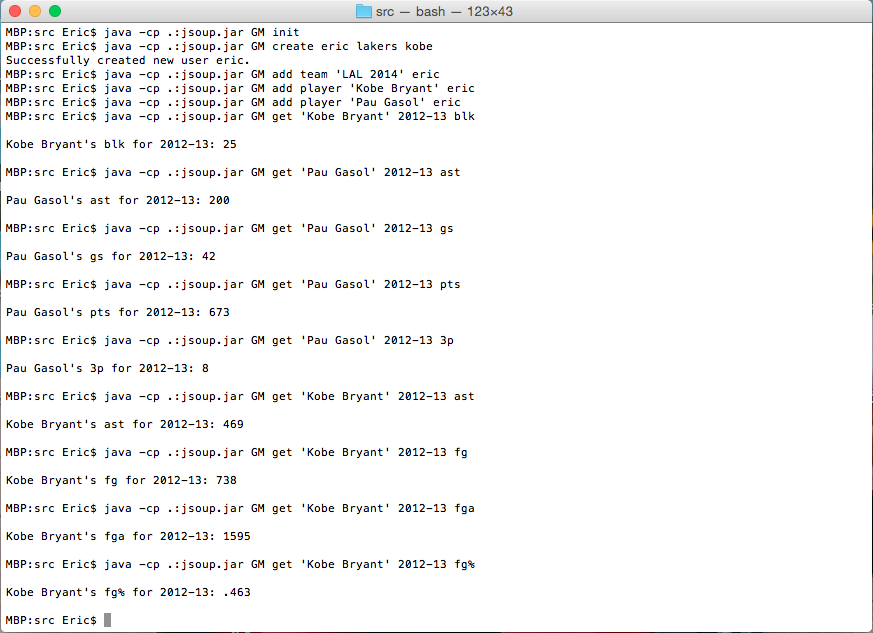 src — bash — 123×43
MBP:src Eric$ java -cp .:jsoup.jar GM init
MBP:src Eric$ java -cp .:jsoup.jar GM create eric lakers kobe
Successfully created new user eric.
MBP:src Eric$ java -cp .:jsoup.jar GM add team 'LAL 2014' eric
MBP:src Eric$ java -cp .:jsoup.jar GM add player 'Kobe Bryant' eric
MBP:src Eric$ java -cp .:jsoup.jar GM add player 'Pau Gasol' eric
MBP:src Eric$ java -cp .:jsoup.jar GM get 'Kobe Bryant' 2012-13 blk
Kobe Bryant's blk for 2012-13: 25
MBP:src Eric$ java -cp .:jsoup.jar GM get 'Pau Gasol' 2012-13 ast
Pau Gasol's ast for 2012-13: 200
MBP:src Eric$ java -cp .:jsoup.jar GM get 'Pau Gasol' 2012-13 gs
Pau Gasol's gs for 2012-13: 42
MBP:src Eric$ java -cp .:jsoup.jar GM get 'Pau Gasol' 2012-13 pts
Pau Gasol's pts for 2012-13: 673
MBP:src Eric$ java -cp .:jsoup.jar GM get 'Pau Gasol' 2012-13 3p
Pau Gasol's 3p for 2012-13: 8
MBP:src Eric$ java -cp .:jsoup.jar GM get 'Kobe Bryant' 2012-13 ast
Kobe Bryant's ast for 2012-13: 469
MBP:src Eric$ java -cp .:jsoup.jar GM get 'Kobe Bryant' 2012-13 fg
Kobe Bryant's fg for 2012-13: 738
MBP:src Eric$ java -cp .:jsoup.jar GM get 'Kobe Bryant' 2012-13 fga
Kobe Bryant's fga for 2012-13: 1595
MBP:src Eric$ java -cp .:jsoup.jar GM get 'Kobe Bryant' 2012-13 fg%
Kobe Bryant's fg% for 2012-13: .463
MBP:src Eric$